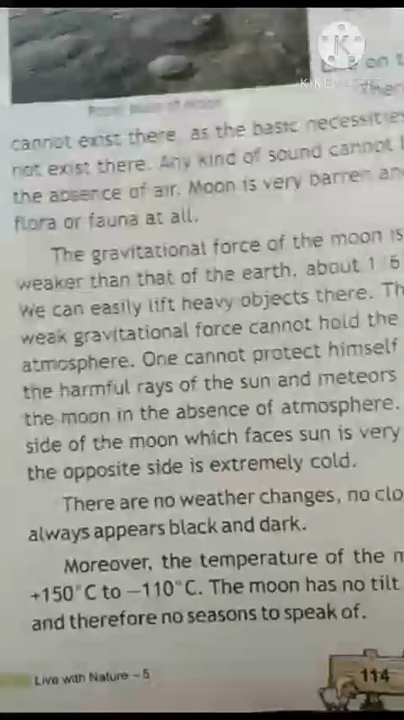 K
on t
Ther
cannot exist there, as the basic necessities
not exist there. Any kind of sound cannot
the absence of air. Moon is very barren an
flora or fauna at all.
The gravitational force of the moon is
weaker than that of the earth, about 1/6
We can easily lift heavy objects there. Th
weak gravitational force cannot hold the
atmosphere. One cannot protect himself
the harmful rays of the sun and meteors
the moon in the absence of atmosphere.
side of the moon which faces sun is very
the opposite side is extremely cold.
There are no weather changes, no clo
always appears black and dark.
Moreover, the temperature of the m
+150°C to –110°C. The moon has no tilt
and therefore no seasons to speak of.
Live with Nature – 5
114